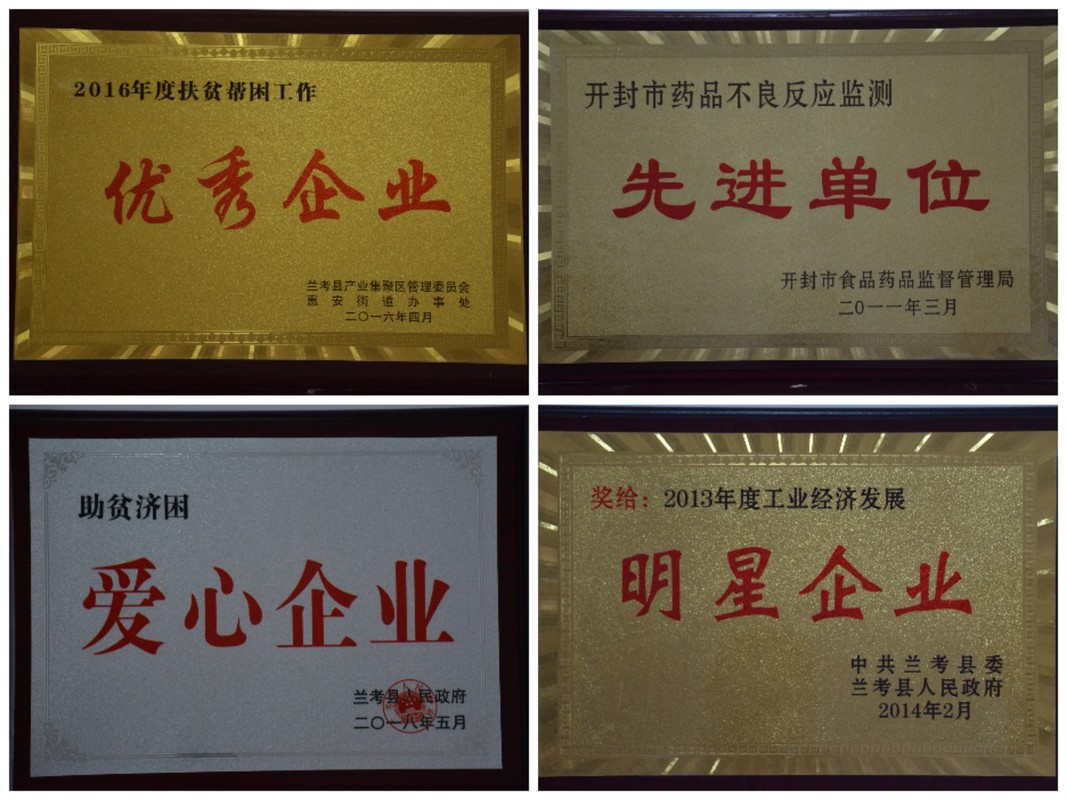 2016年度扶贫帮困工作
优秀企业
兰考县产业集聚区管理委员会
惠安街道办事处
二〇一六年四月
开封市药品不良反应监测
先进单位
开封市食品药品监督管理局
二0一一年三月
助贫济困
爱心企业
兰考县人民政府
二〇一八年五月
奖给：2013年度工业经济发展
明星企业
中共兰考县委
兰考县人民政府
2014年2月